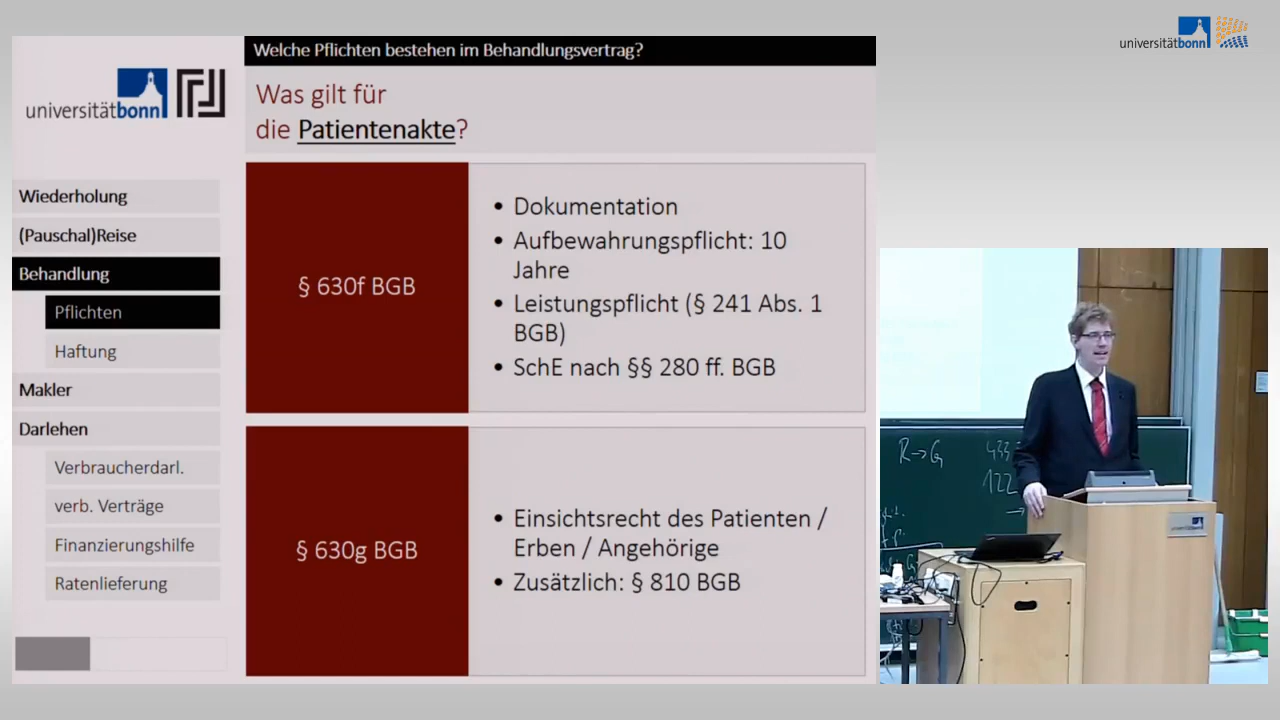 universitätbonn
Welche Pflichten bestehen im Behandlungsvertrag?
universitätbonn
Was gilt für
die Patientenakte?
Wiederholung
(Pauschal)Reise
Behandlung
Pflichten
Haftung
Makler
Darlehen
Verbraucherdarl.
verb. Verträge
Finanzierungshilfe
Ratenlieferung
§ 630f BGB
• Dokumentation
• Aufbewahrungspflicht: 10
Jahre
• Leistungspflicht (§ 241 Abs. 1
BGB)
• SchE nach §§ 280 ff. BGB
§ 630g BGB
• Einsichtsrecht des Patienten /
Erben / Angehörige
• Zusätzlich: § 810 BGB
R→G
433
122